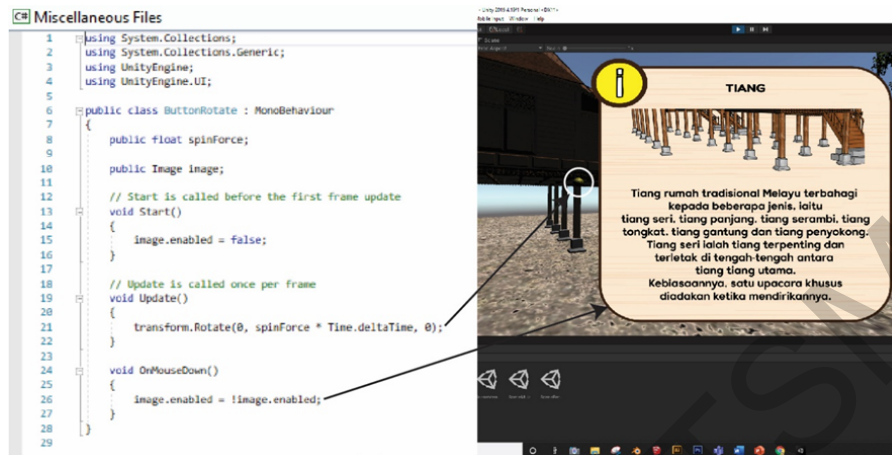 C# Miscellaneous Files
1 using System.Collections;
2 using System.Collections.Generic;
3 using UnityEngine;
4 using UnityEngine.UI;
5
6 public class ButtonRotate : MonoBehaviour
7 {
8 public float spinForce;
9
10 public Image image;
11
12 // Start is called before the first frame update
13 void Start()
14 {
15 image.enabled = false;
16 }
17
18 // Update is called once per frame
19 void Update()
20 {
21 transform.Rotate(0, spinForce * Time.deltaTime, 0);
22 }
23
24 void OnMouseDown()
25 {
26 image.enabled = !image.enabled;
27 }
28 }
29
Window Help
i
TIANG
Tiang rumah tradisional Melayu terbahagi
kepada beberapa jenis. Iaitu
tiang seri. tiang panjang. tiang serambi. tiang
tongkat. tiang gantung dan tiang penyokong.
Tiang seri ialah tiang terpenting dan
terletak di tengah-tengah antara
tiang tiang utama.
Kebiasaannya. satu upacara khusus
diadakan ketika mendirikannya.